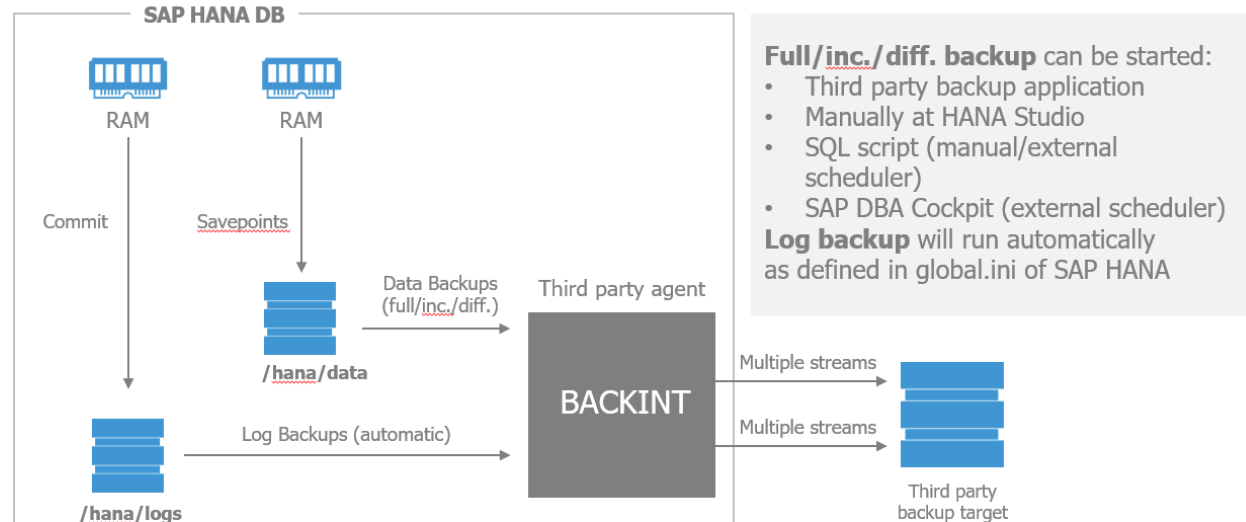 SAP HANA DB
RAM
RAM
Commit
Savepoints
Data Backups
(full/inc./diff.)
Third party agent
/hana/data
BACKINT
Log Backups (automatic)
/hana/logs
Multiple streams
Multiple streams
Third party
backup target
Full/inc./diff. backup can be started:
• Third party backup application
• Manually at HANA Studio
• SQL script (manual/external
scheduler)
• SAP DBA Cockpit (external scheduler)
Log backup will run automatically
as defined in global.ini of SAP HANA